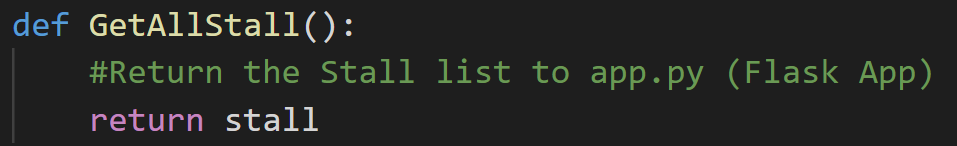 def GetAllStall():
    #Return the Stall list to app.py (Flask App)
    return stall